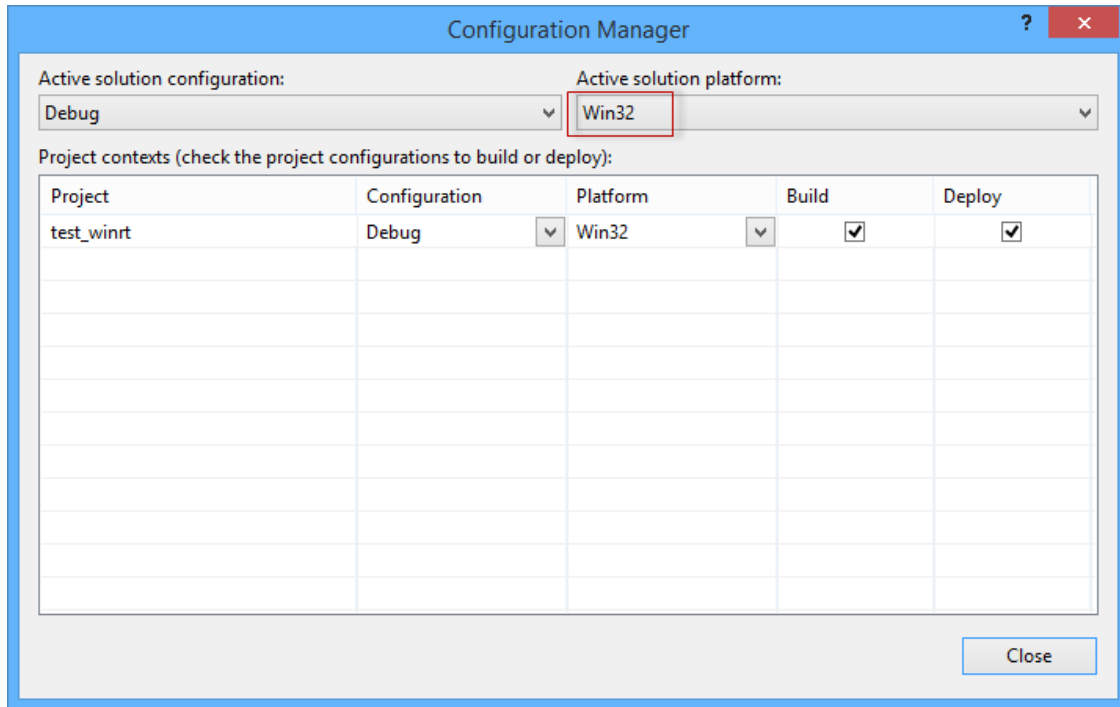 Configuration Manager
?
Active solution configuration: Active solution platform:
Debug Win32
Project contexts (check the project configurations to build or deploy):
Project Configuration Platform Build Deploy
test_winrt Debug Win32
Close